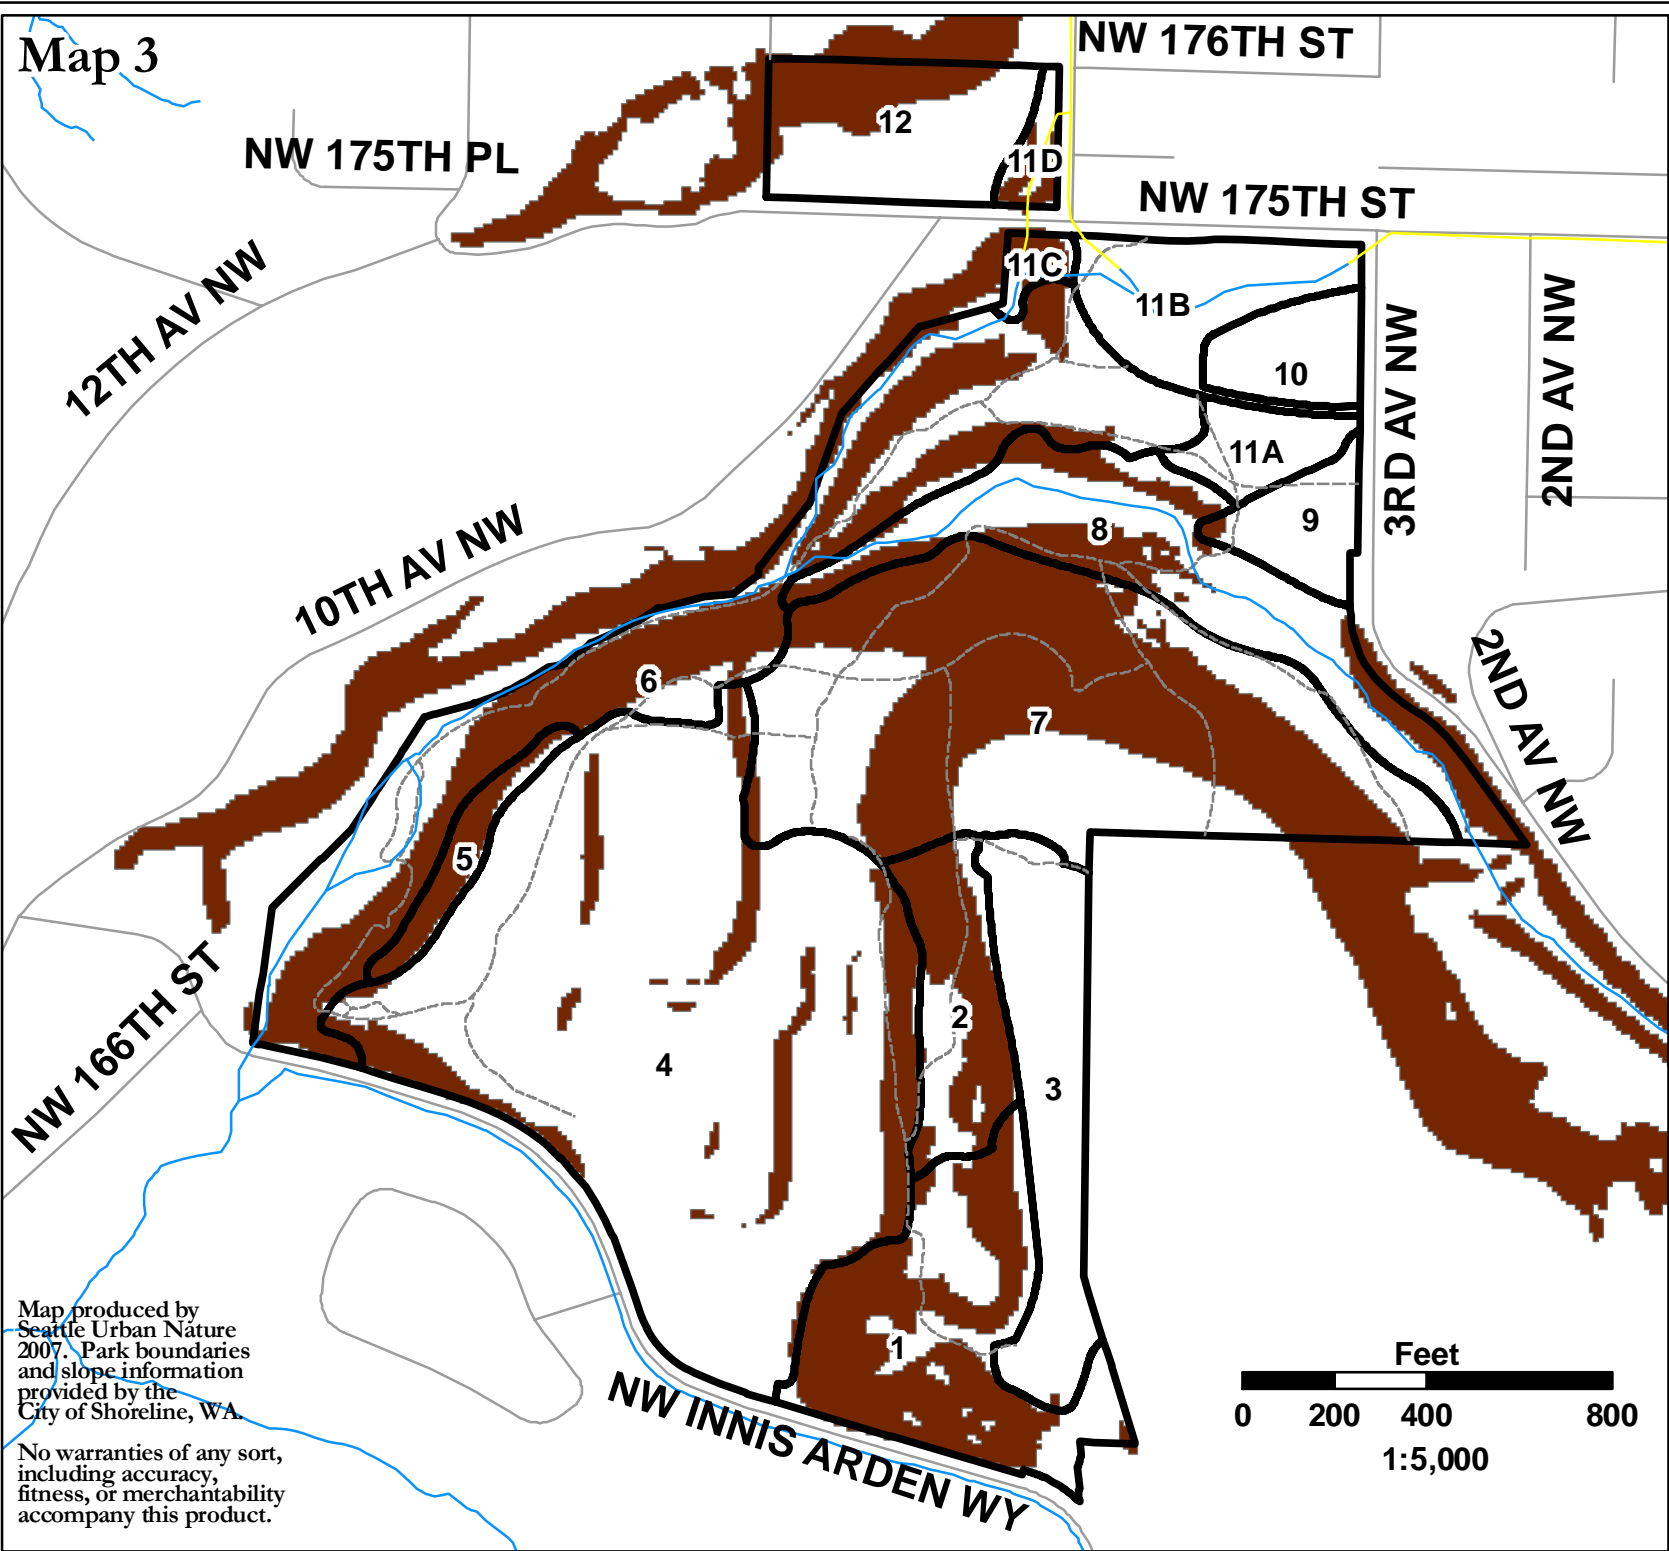 Map 3
NW 176TH ST
12
NW 175TH PL
11D
NW 175TH ST
11C
12TH AV NW
11B
3RD AV NW
2ND AV NW
10
11A
9
8
10TH AV NW
6
7
2ND AV NW
5
NW 166TH ST
2
4
3
1
NW INNIS ARDEN WY
Map produced by
Seattle Urban Nature
2007. Park boundaries
and slope information
provided by the
City of Shoreline, WA.
No warranties of any sort,
including accuracy,
fitness, or merchantability
accompany this product.
Feet
0 200 400 800
1:5,000